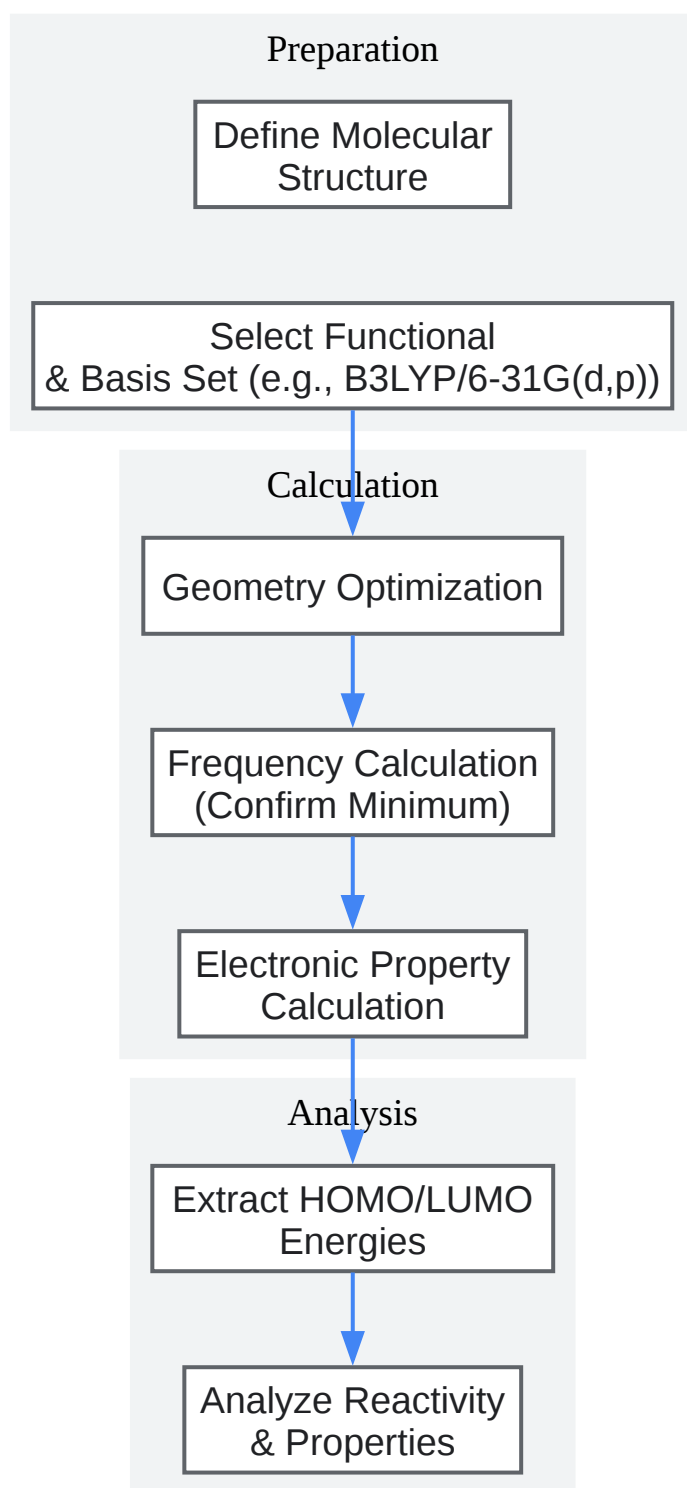 Preparation
Define Molecular
Structure
Select Functional
& Basis Set (e.g., B3LYP/6-31G(d,p))
Calculation
Geometry Optimization
Frequency Calculation
(Confirm Minimum)
Electronic Property
Calculation
Analysis
Extract HOMO/LUMO
Energies
Analyze Reactivity
& Properties